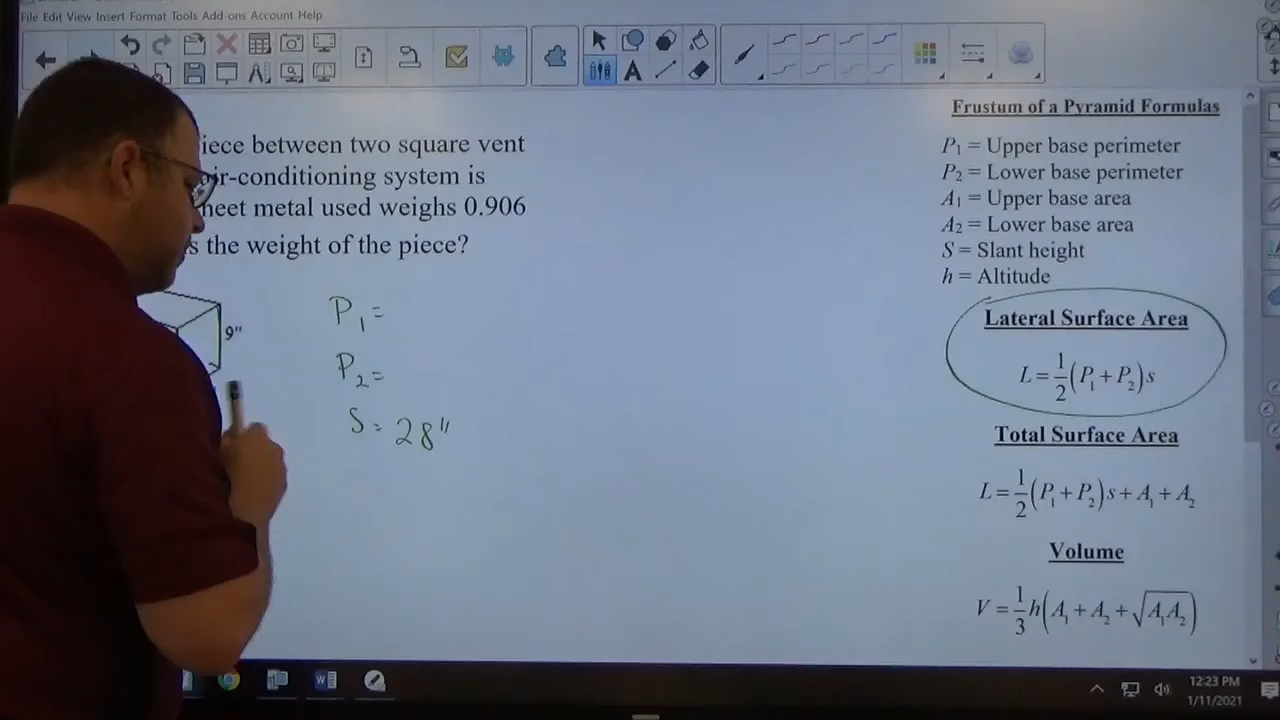 File Edit View Insert Format Tools Add-ons Account Help
between two square vent
air-conditioning system is
metal used weighs 0.906
the weight of the piece?
9"
P₁ =
P₂ =
S = 28"
Frustum of a Pyramid Formulas
P₁ = Upper base perimeter
P₂ = Lower base perimeter
A₁ = Upper base area
A₂ = Lower base area
S = Slant height
h = Altitude
Lateral Surface Area
L = 1/2 (P₁ + P₂) s
Total Surface Area
L = 1/2 (P₁ + P₂) s + A₁ + A₂
Volume
V = 1/3 h (A₁ + A₂ + √A₁A₂)
12:23 PM
1/11/2021